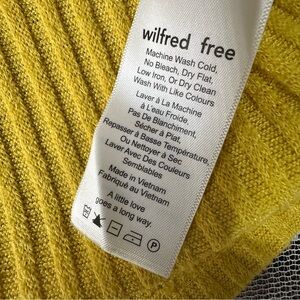 wilfred free
Machine Wash Cold,
No Bleach, Dry Flat,
Low Iron, Or Dry Clean
Wash With Like Colours
Laver À La Machine
à L'eau Froide,
Pas De Blanchiment,
Sécher à Plat,
Repasser à Basse Température,
Ou Nettoyer à Sec
Laver Avec Des Couleurs
Semblables
Made in Vietnam
Fabriqué au Vietnam
A little love
goes a long way.
P